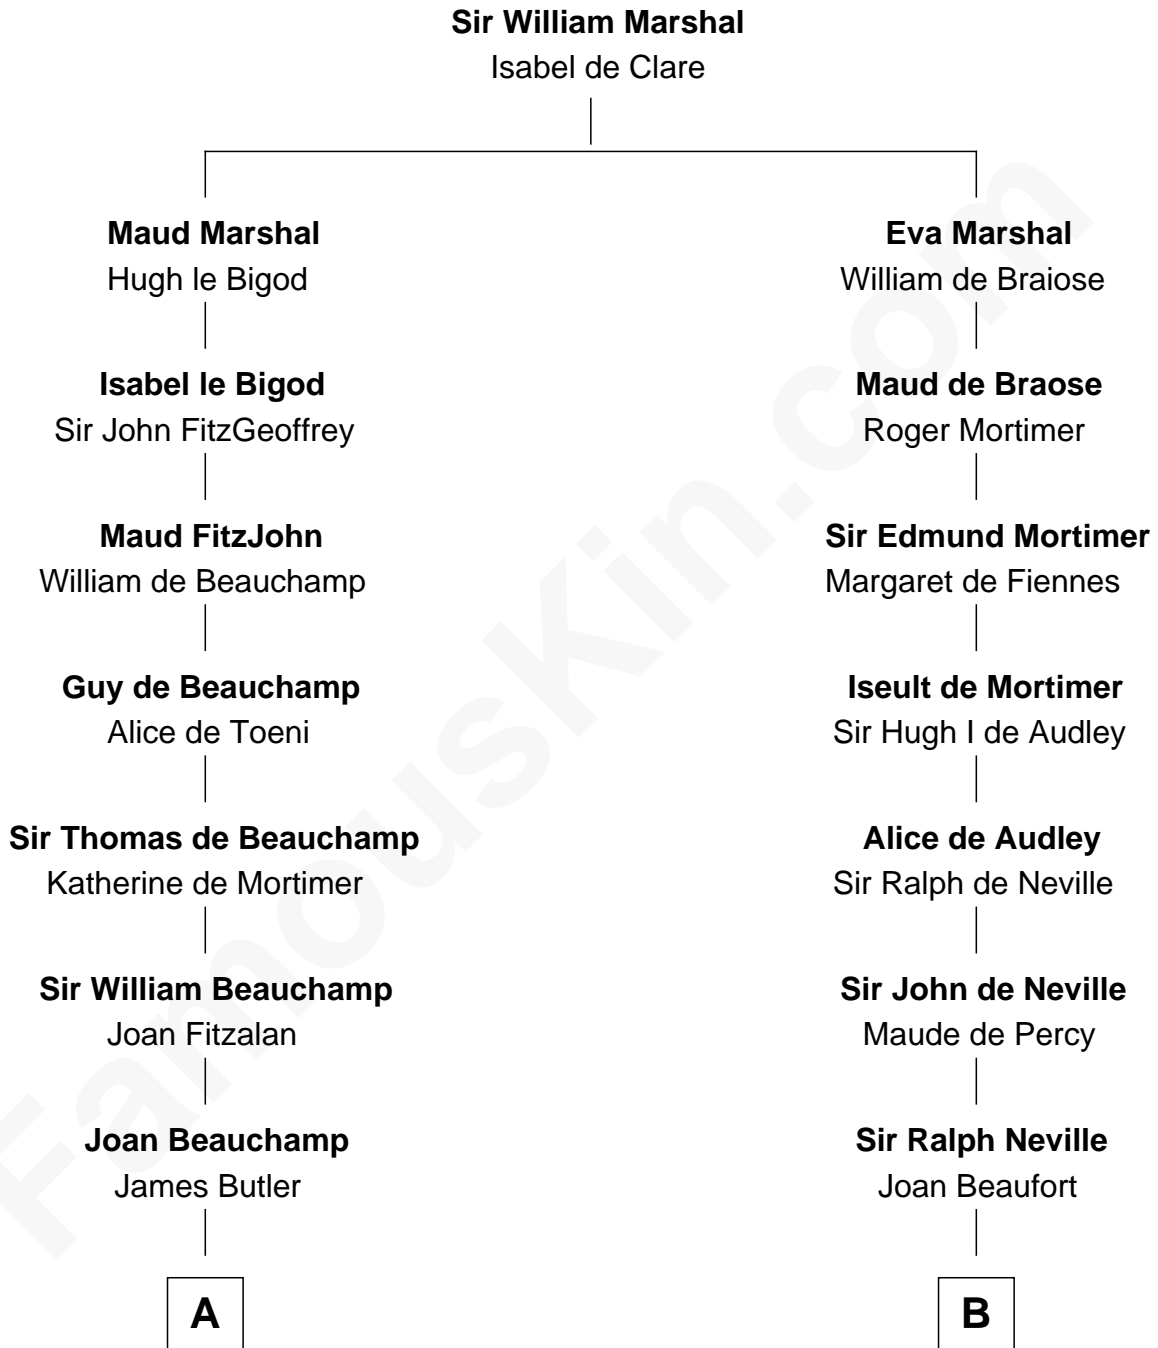 Sir William Marshal
Isabel de Clare
Maud Marshal
Hugh le Bigod
Eva Marshal
William de Braiose
Isabel le Bigod
Sir John FitzGeoffrey
Maud de Braose
Roger Mortimer
Maud FitzJohn
William de Beauchamp
Sir Edmund Mortimer
Margaret de Fiennes
Guy de Beauchamp
Alice de Toeni
Iseult de Mortimer
Sir Hugh I de Audley
Sir Thomas de Beauchamp
Katherine de Mortimer
Alice de Audley
Sir Ralph de Neville
Sir William Beauchamp
Joan Fitzalan
Sir John de Neville
Maude de Percy
Joan Beauchamp
James Butler
Sir Ralph Neville
Joan Beaufort
A
B
FamousKin.com